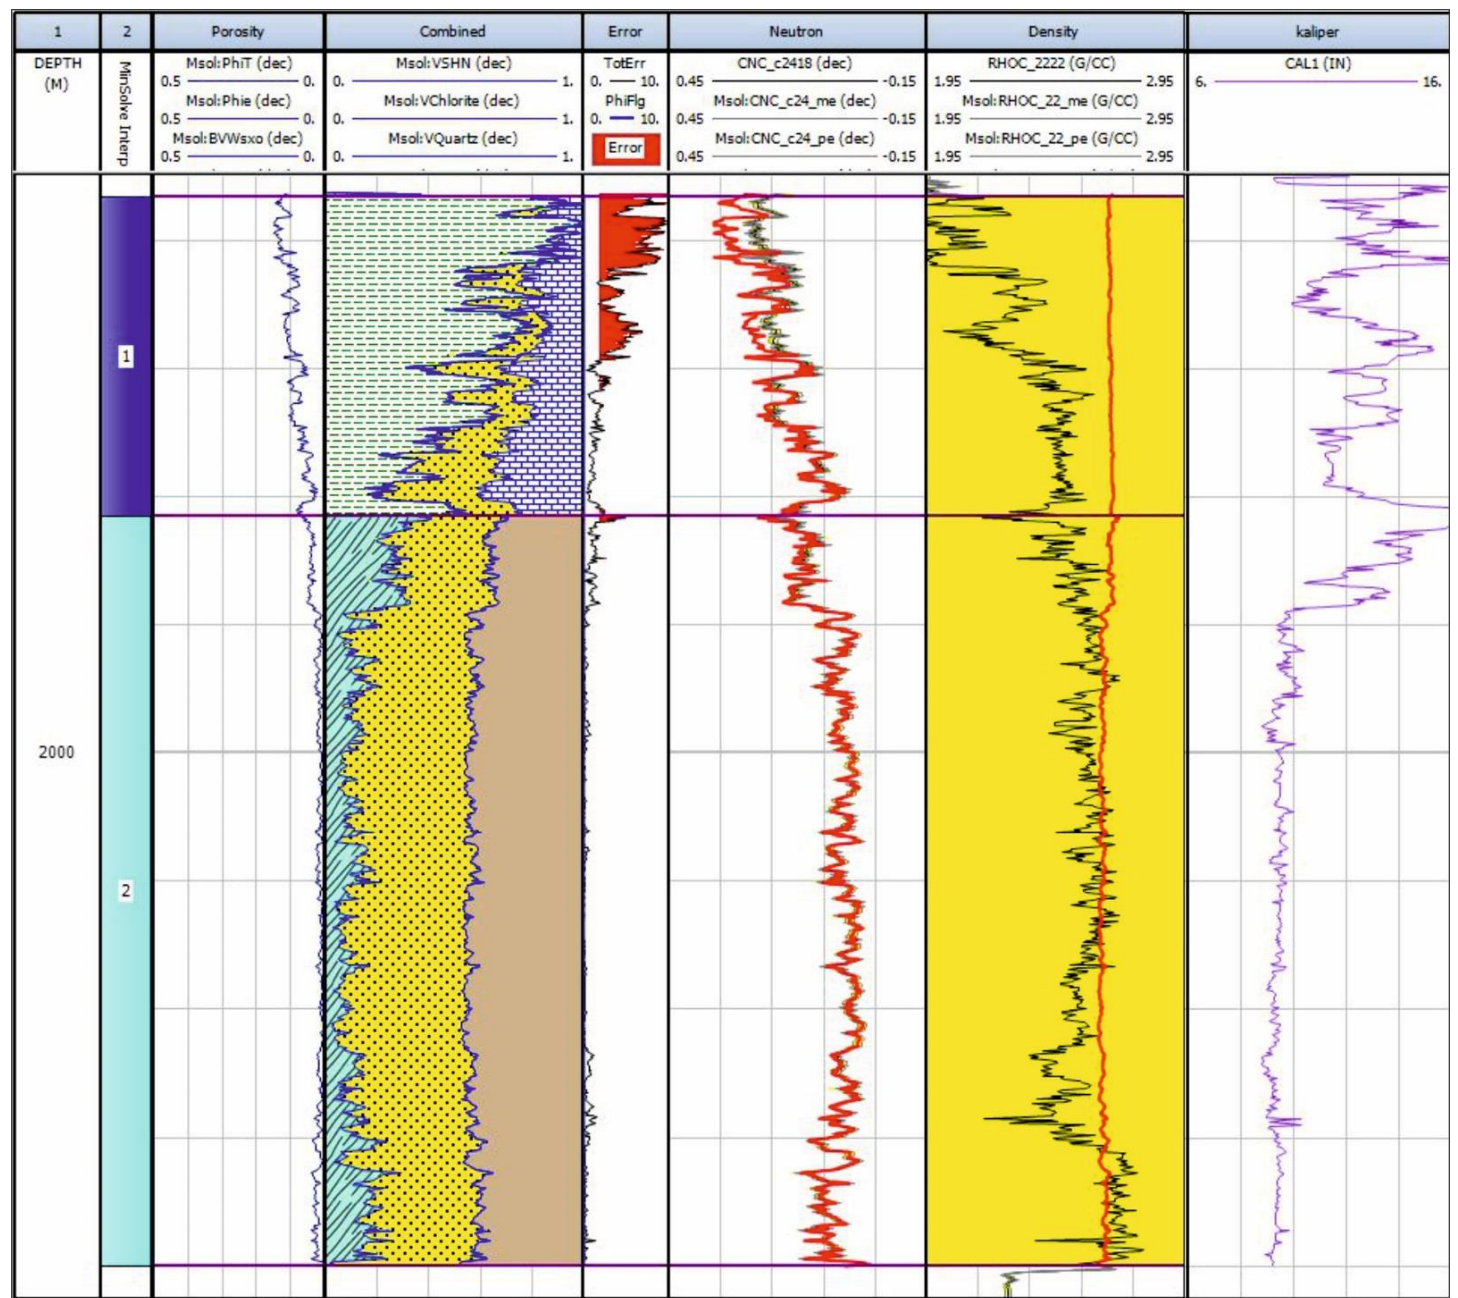 1 2 Porosity Combined Error Neutron Density kaliper
DEPTH
(M)
MinSolve Interp
Msol:PhiT (dec)
0.5 0.
Msol:Phie (dec)
0.5 0.
Msol:BVWsxo (dec)
0.5 0.
Msol:VSHN (dec)
0. 1.
Msol:VChlorite (dec)
0. 1.
Msol:VQuartz (dec)
0. 1.
TotErr
0. 10.
PhiFlg
0. 10.
Error
CNC_c2418 (dec)
0.45 -0.15
Msol:CNC_c24_me (dec)
0.45 -0.15
Msol:CNC_c24_pe (dec)
0.45 -0.15
RHOC_2222 (G/CC)
1.95 2.95
Msol:RHOC_22_me (G/CC)
1.95 2.95
Msol:RHOC_22_pe (G/CC)
1.95 2.95
CAL1 (IN)
6. 16.
1
2000
2